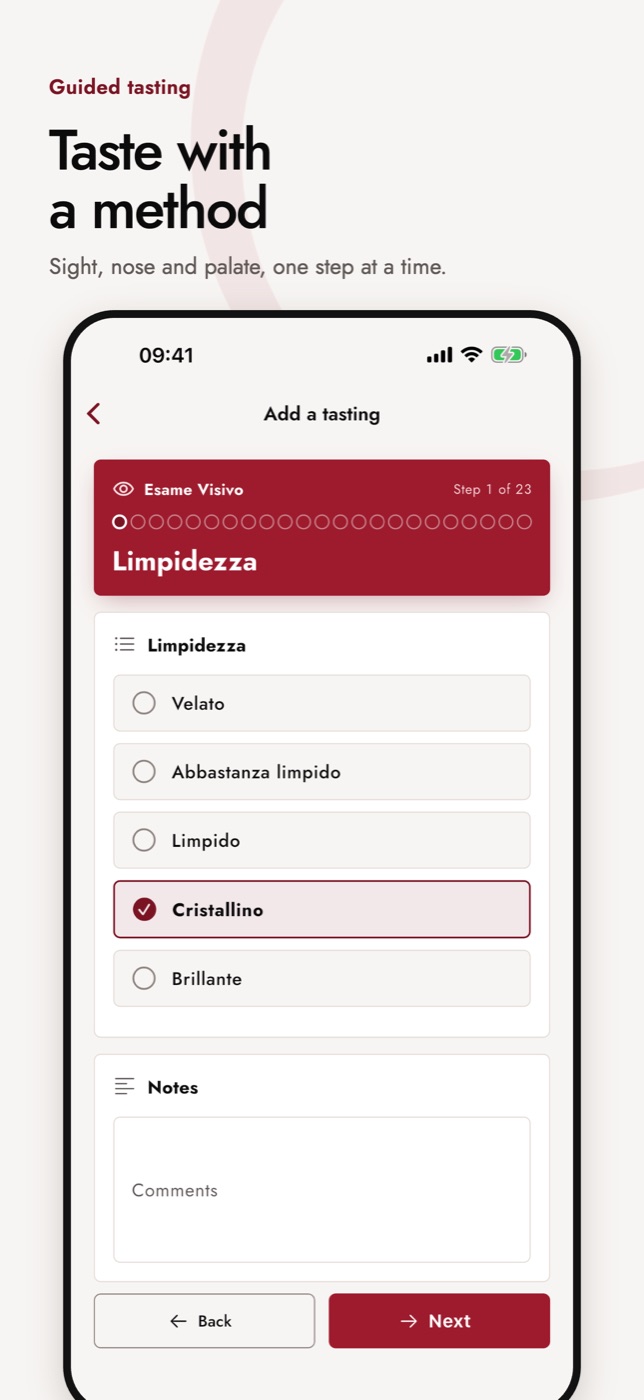 Guided tasting
Taste with
a method
Sight, nose and palate, one step at a time.
09:41
Add a tasting
Esame Visivo
Step 1 of 23
Limpidezza
Limpidezza
Velato
Abbastanza limpido
Limpido
Cristallino
Brillante
Notes
Comments
Back
Next